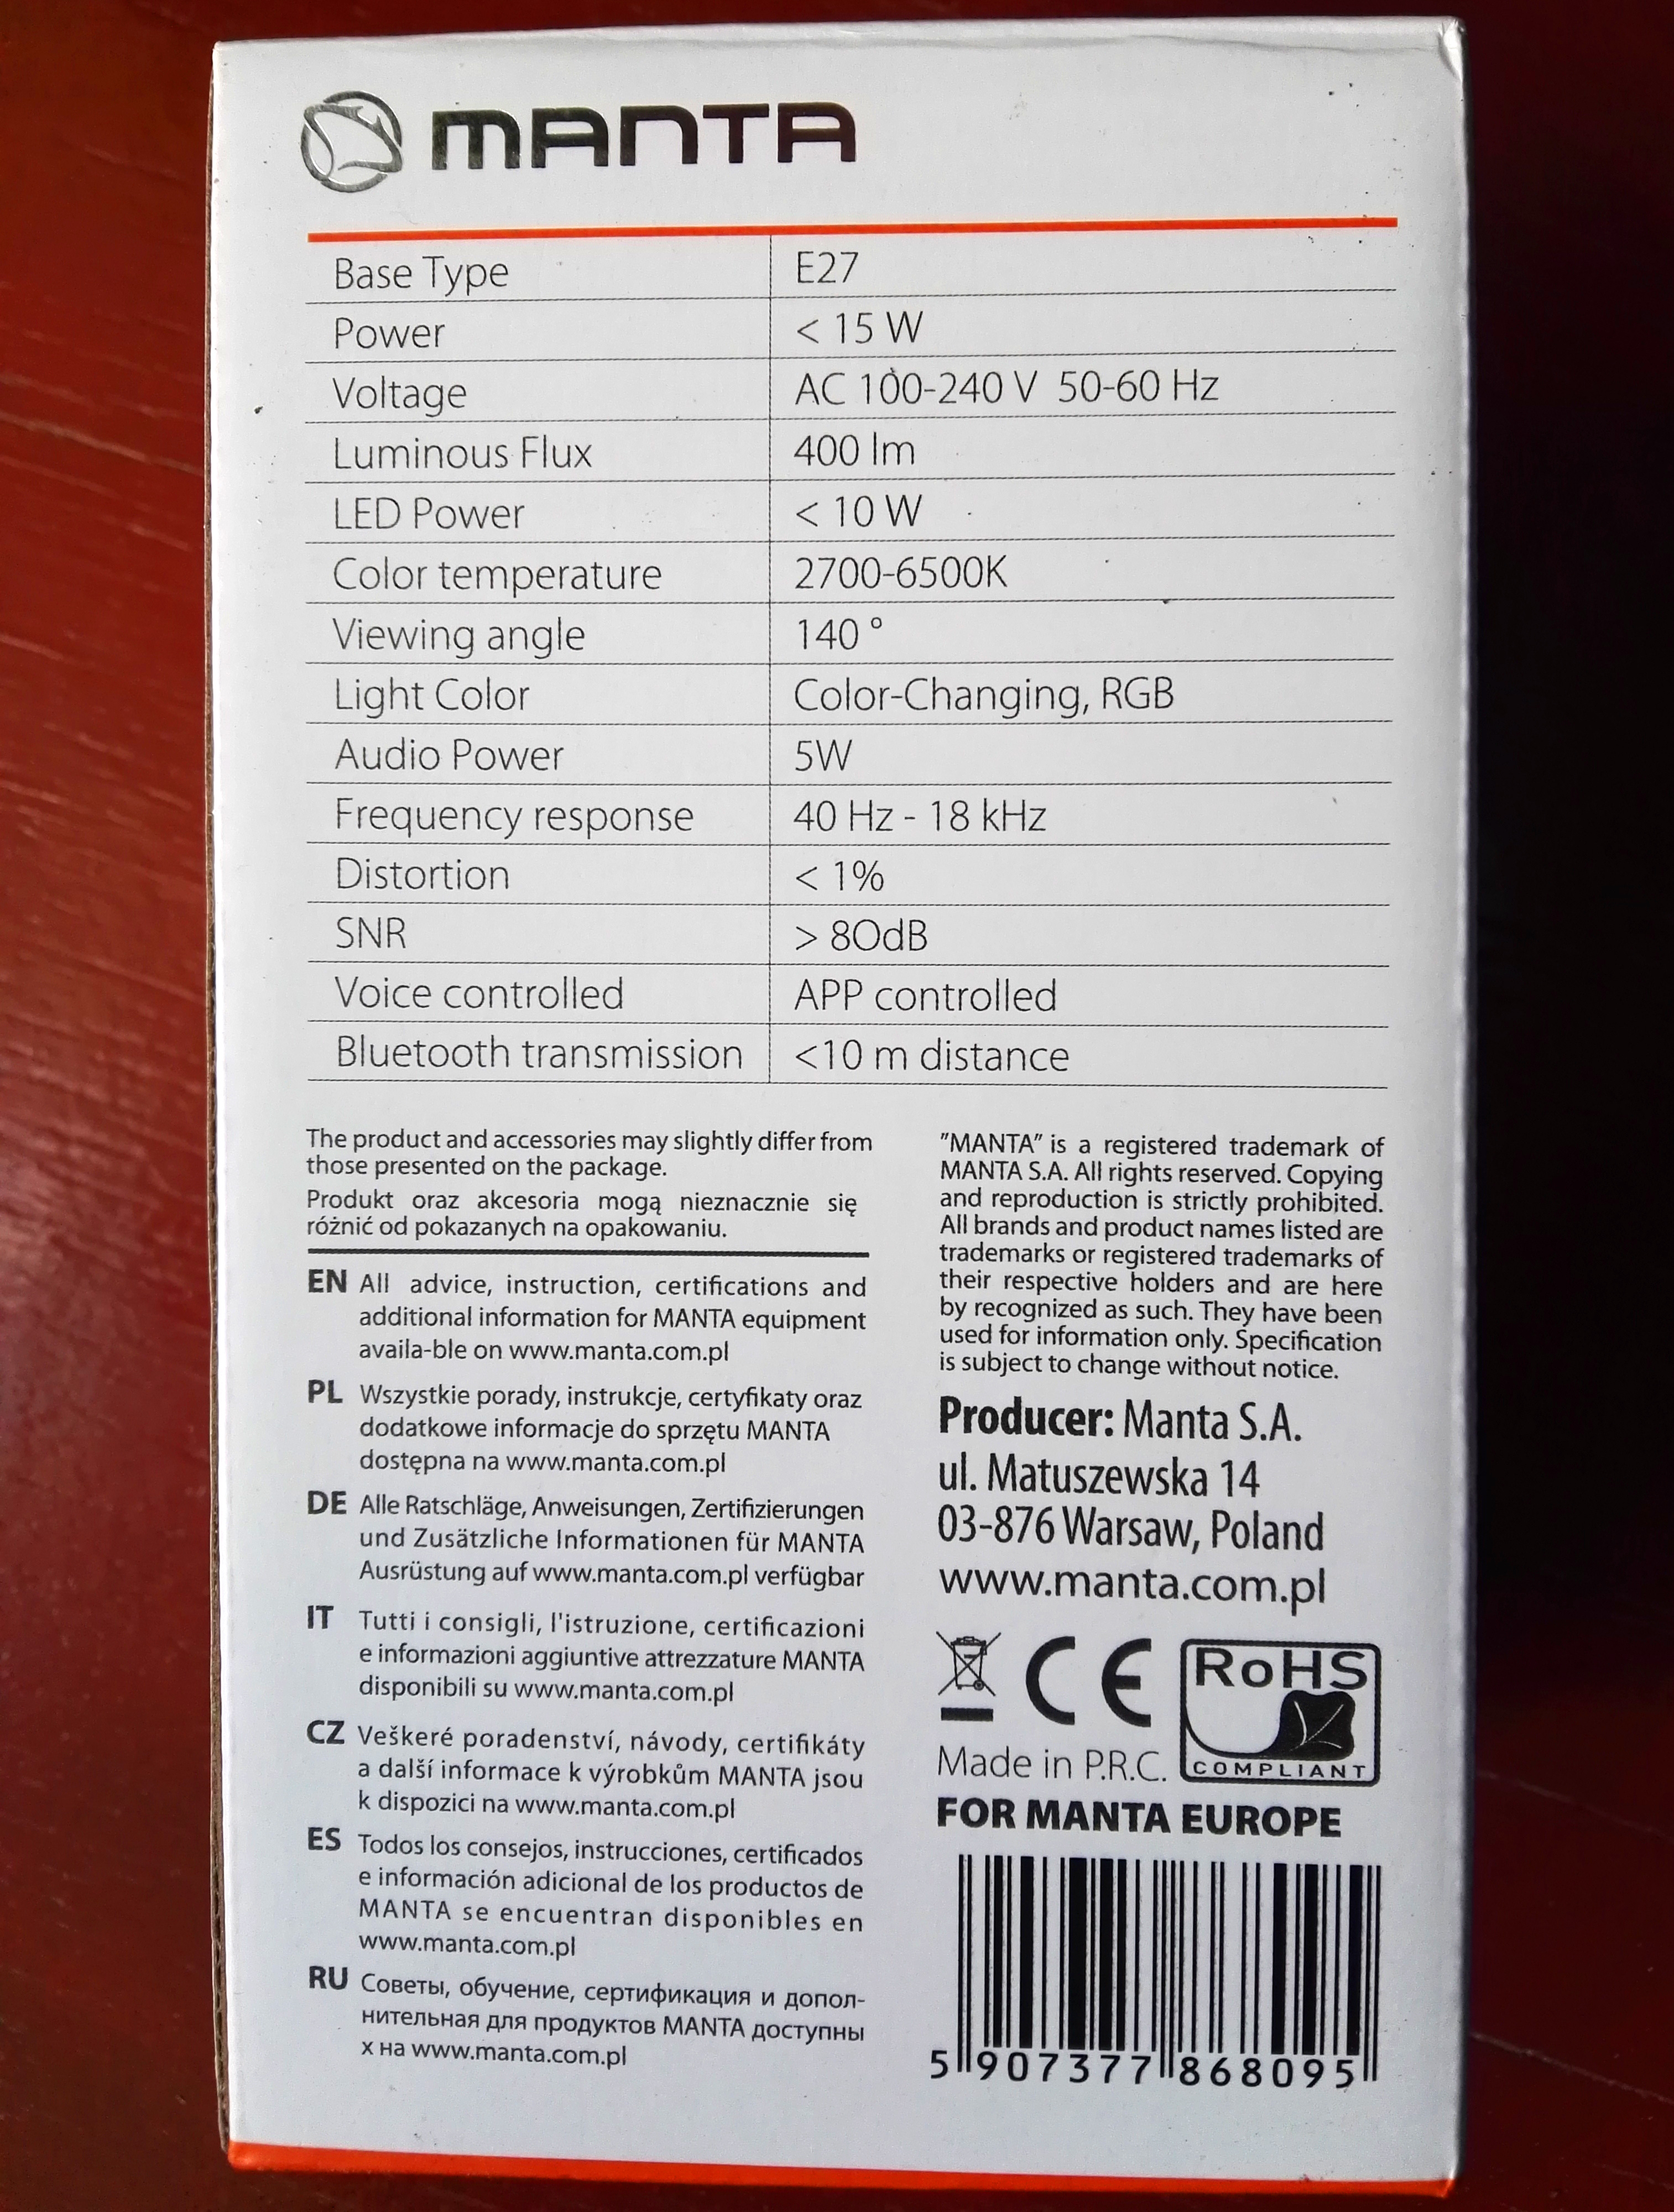 MANTA
Base Type E27
Power < 15 W
Voltage AC 100-240 V 50-60 Hz
Luminous Flux 400 lm
LED Power < 10 W
Color temperature 2700-6500K
Viewing angle 140 °
Light Color Color-Changing, RGB
Audio Power 5W
Frequency response 40 Hz - 18 kHz
Distortion < 1%
SNR > 80dB
Voice controlled APP controlled
Bluetooth transmission <10 m distance
The product and accessories may slightly differ from
those presented on the package.
Produkt oraz akcesoria mogą nieznacznie się
różnić od pokazanych na opakowaniu.
EN All advice, instruction, certifications and
additional information for MANTA equipment
availa-ble on www.manta.com.pl
PL Wszystkie porady, instrukcje, certyfikaty oraz
dodatkowe informacje do sprzętu MANTA
dostępna na www.manta.com.pl
DE Alle Ratschläge, Anweisungen, Zertifizierungen
und Zusätzliche Informationen für MANTA
Ausrüstung auf www.manta.com.pl verfügbar
IT Tutti i consigli, l'istruzione, certificazioni
e informazioni aggiuntive attrezzature MANTA
disponibili su www.manta.com.pl
CZ Veškeré poradenství, návody, certifikáty
a další informace k výrobkům MANTA jsou
k dispozici na www.manta.com.pl
ES Todos los consejos, instrucciones, certificados
e información adicional de los productos de
MANTA se encuentran disponibles en
www.manta.com.pl
RU Советы, обучение, сертификация и допол-
нительная для продуктов MANTA доступны
х на www.manta.com.pl
"MANTA" is a registered trademark of
MANTA S.A. All rights reserved. Copying
and reproduction is strictly prohibited.
All brands and product names listed are
trademarks or registered trademarks of
their respective holders and are here
by recognized as such. They have been
used for information only. Specification
is subject to change without notice.
Producer: Manta S.A.
ul. Matuszewska 14
03-876 Warsaw, Poland
www.manta.com.pl
CE
RoHS
COMPLIANT
Made in P.R.C.
FOR MANTA EUROPE
5 907377 868095